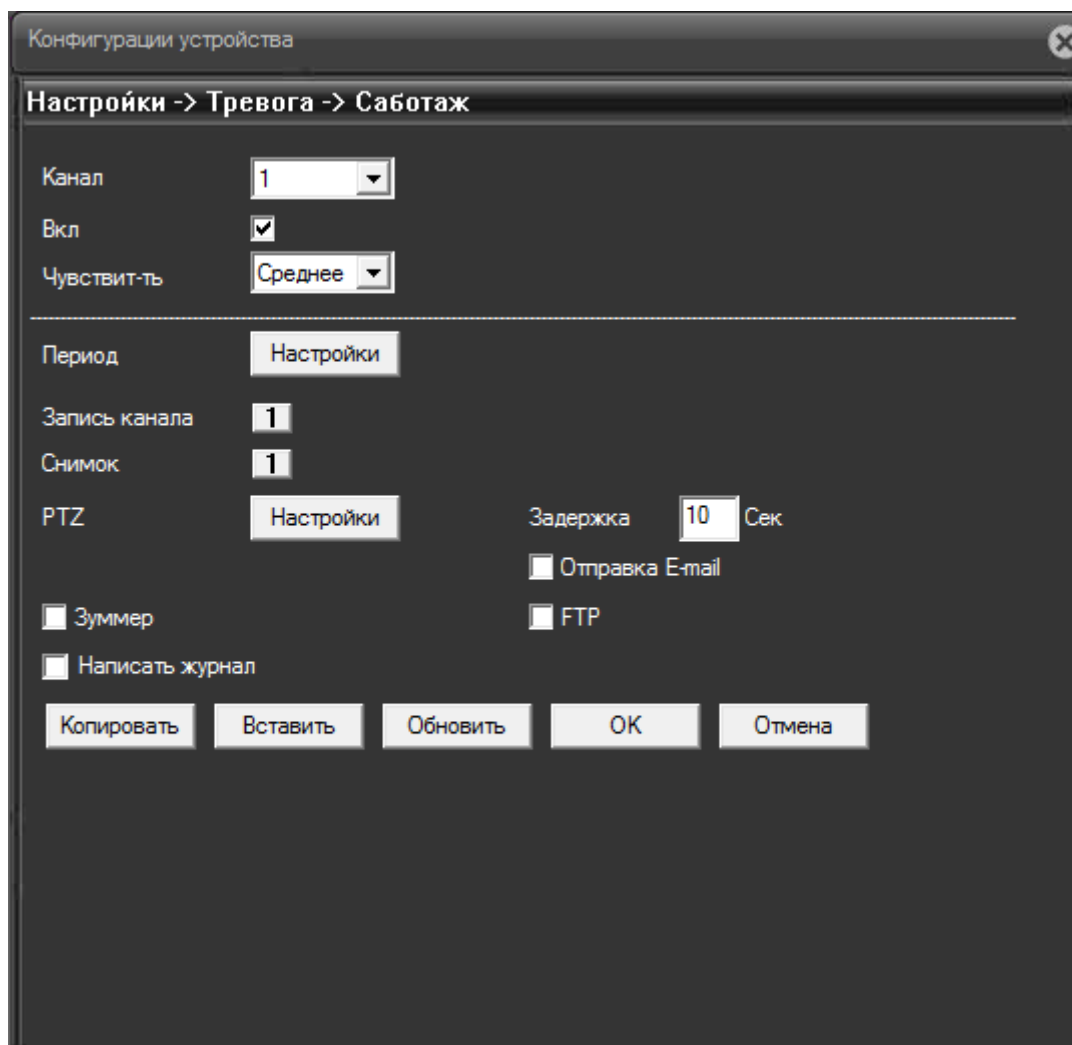 Конфигурации устройства
Настройки -> Тревога -> Саботаж
Канал 1
Вкл
Чувствит-ть Среднее
Период Настройки
Запись канала 1
Снимок 1
PTZ Настройки Задержка 10 Сек
Отправка E-mail
Зуммер FTP
Написать журнал
Копировать Вставить Обновить OK Отмена